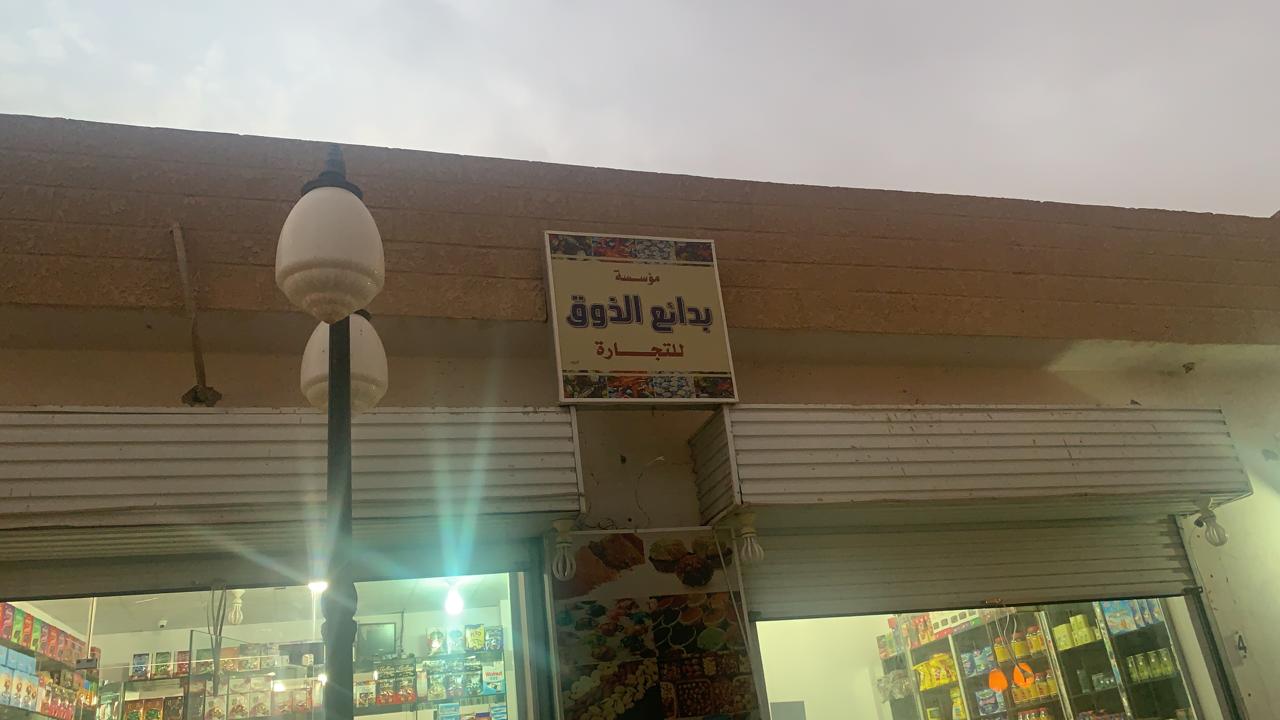 مؤسسة
بدائع الذوق
للتجارة